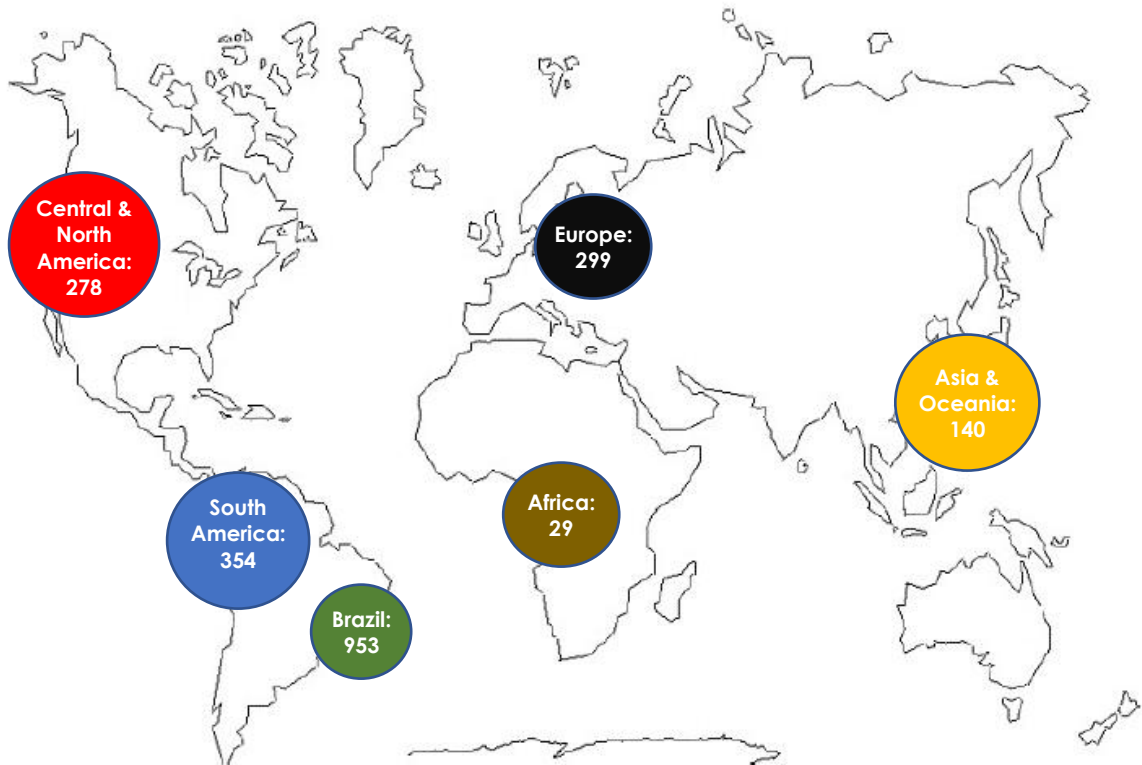 Central &
North
America:
278
Europe:
299
Asia &
Oceania:
140
South
America:
354
Africa:
29
Brazil:
953